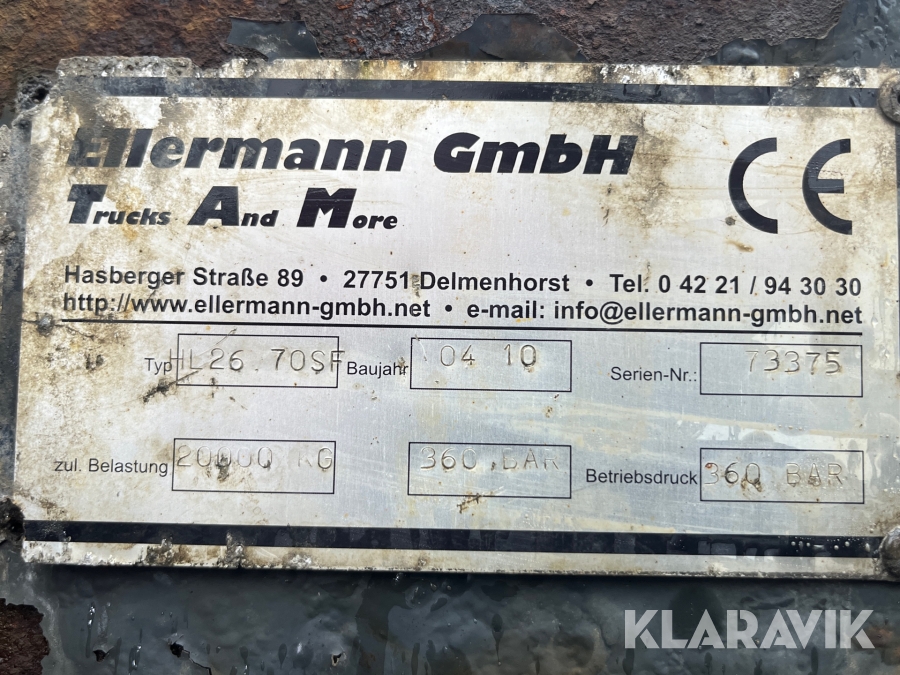 Ellermann GmbH
Trucks And More
CE
Hasberger Straße 89 • 27751 Delmenhorst • Tel. 0 42 21 / 94 30 30
http://www.ellermann-gmbh.net • e-mail: info@ellermann-gmbh.net
Typ HL26.70SF Baujahr 04 10 Serien-Nr.: 73375
zul. Belastung 20000 KG 360 BAR Betriebsdruck 360 BAR
KLARAVIK